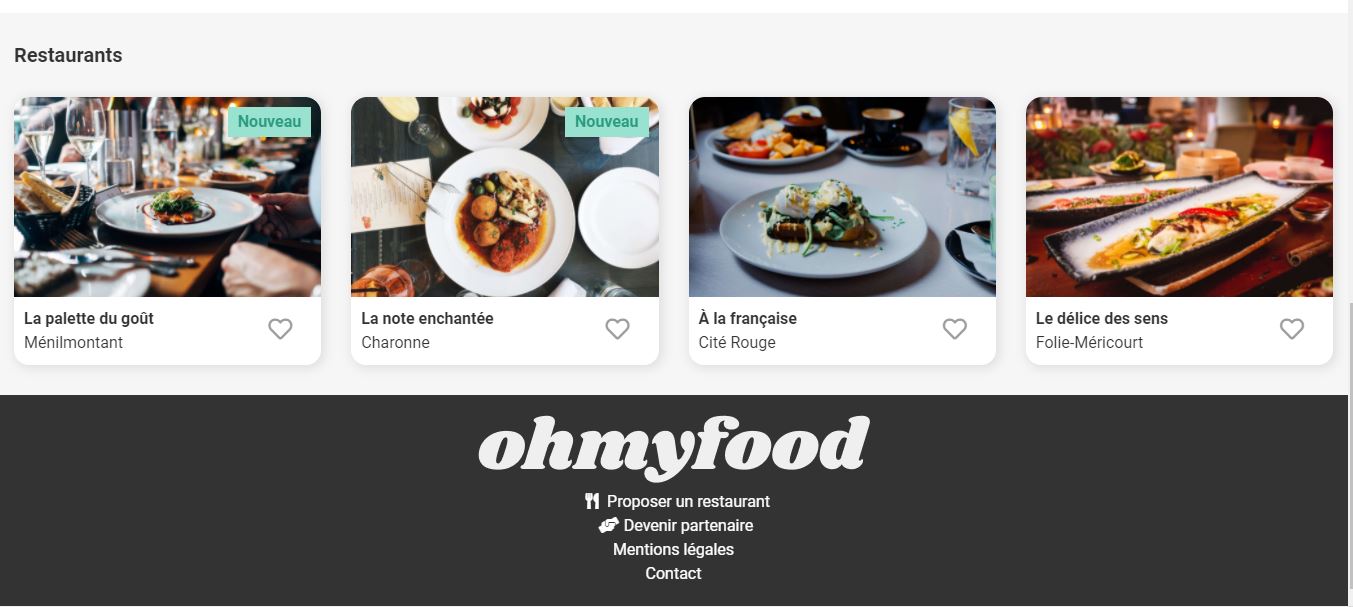 Restaurants
Nouveau
Nouveau
La palette du goût
Ménilmontant
La note enchantée
Charonne
À la française
Cité Rouge
Le délice des sens
Folie-Méricourt
ohmyfood
Proposer un restaurant
Devenir partenaire
Mentions légales
Contact